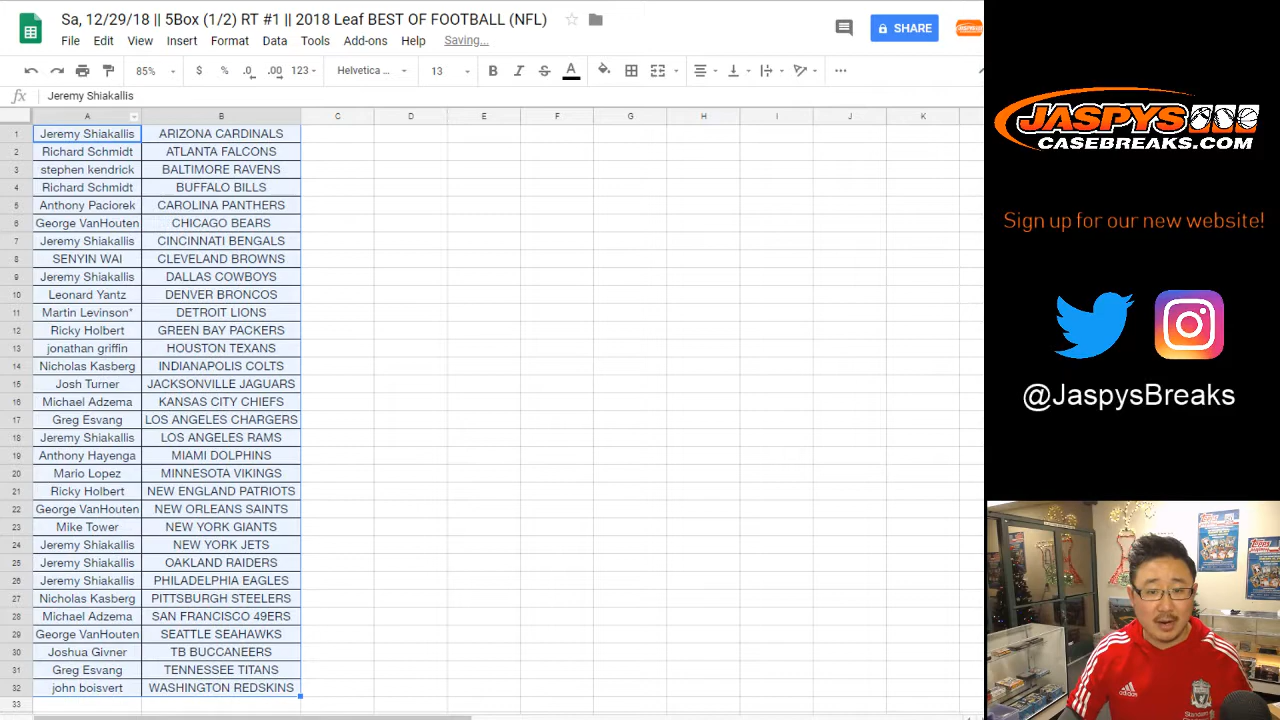 Sa, 12/29/18 || 5Box (1/2) RT #1 || 2018 Leaf BEST OF FOOTBALL (NFL)
File Edit View Insert Format Data Tools Add-ons Help Saving...
SHARE
85% $ % .0 .00 123 Helvetica ... 13 B I S A ...
fx Jeremy Shiakallis
A B C D E F G H I J K
1 Jeremy Shiakallis ARIZONA CARDINALS
2 Richard Schmidt ATLANTA FALCONS
3 stephen kendrick BALTIMORE RAVENS
4 Richard Schmidt BUFFALO BILLS
5 Anthony Paciorek CAROLINA PANTHERS
6 George VanHouten CHICAGO BEARS
7 Jeremy Shiakallis CINCINNATI BENGALS
8 SENYIN WAI CLEVELAND BROWNS
9 Jeremy Shiakallis DALLAS COWBOYS
10 Leonard Yantz DENVER BRONCOS
11 Martin Levinson* DETROIT LIONS
12 Ricky Holbert GREEN BAY PACKERS
13 jonathan griffin HOUSTON TEXANS
14 Nicholas Kasberg INDIANAPOLIS COLTS
15 Josh Turner JACKSONVILLE JAGUARS
16 Michael Adzema KANSAS CITY CHIEFS
17 Greg Esvang LOS ANGELES CHARGERS
18 Jeremy Shiakallis LOS ANGELES RAMS
19 Anthony Hayenga MIAMI DOLPHINS
20 Mario Lopez MINNESOTA VIKINGS
21 Ricky Holbert NEW ENGLAND PATRIOTS
22 George VanHouten NEW ORLEANS SAINTS
23 Mike Tower NEW YORK GIANTS
24 Jeremy Shiakallis NEW YORK JETS
25 Jeremy Shiakallis OAKLAND RAIDERS
26 Jeremy Shiakallis PHILADELPHIA EAGLES
27 Nicholas Kasberg PITTSBURGH STEELERS
28 Michael Adzema SAN FRANCISCO 49ERS
29 George VanHouten SEATTLE SEAHAWKS
30 Joshua Givner TB BUCCANEERS
31 Greg Esvang TENNESSEE TITANS
32 john boisvert WASHINGTON REDSKINS
33
JASPYS
CASEBREAKS.COM
Sign up for our new website!
@JaspysBreaks
topps
adidas